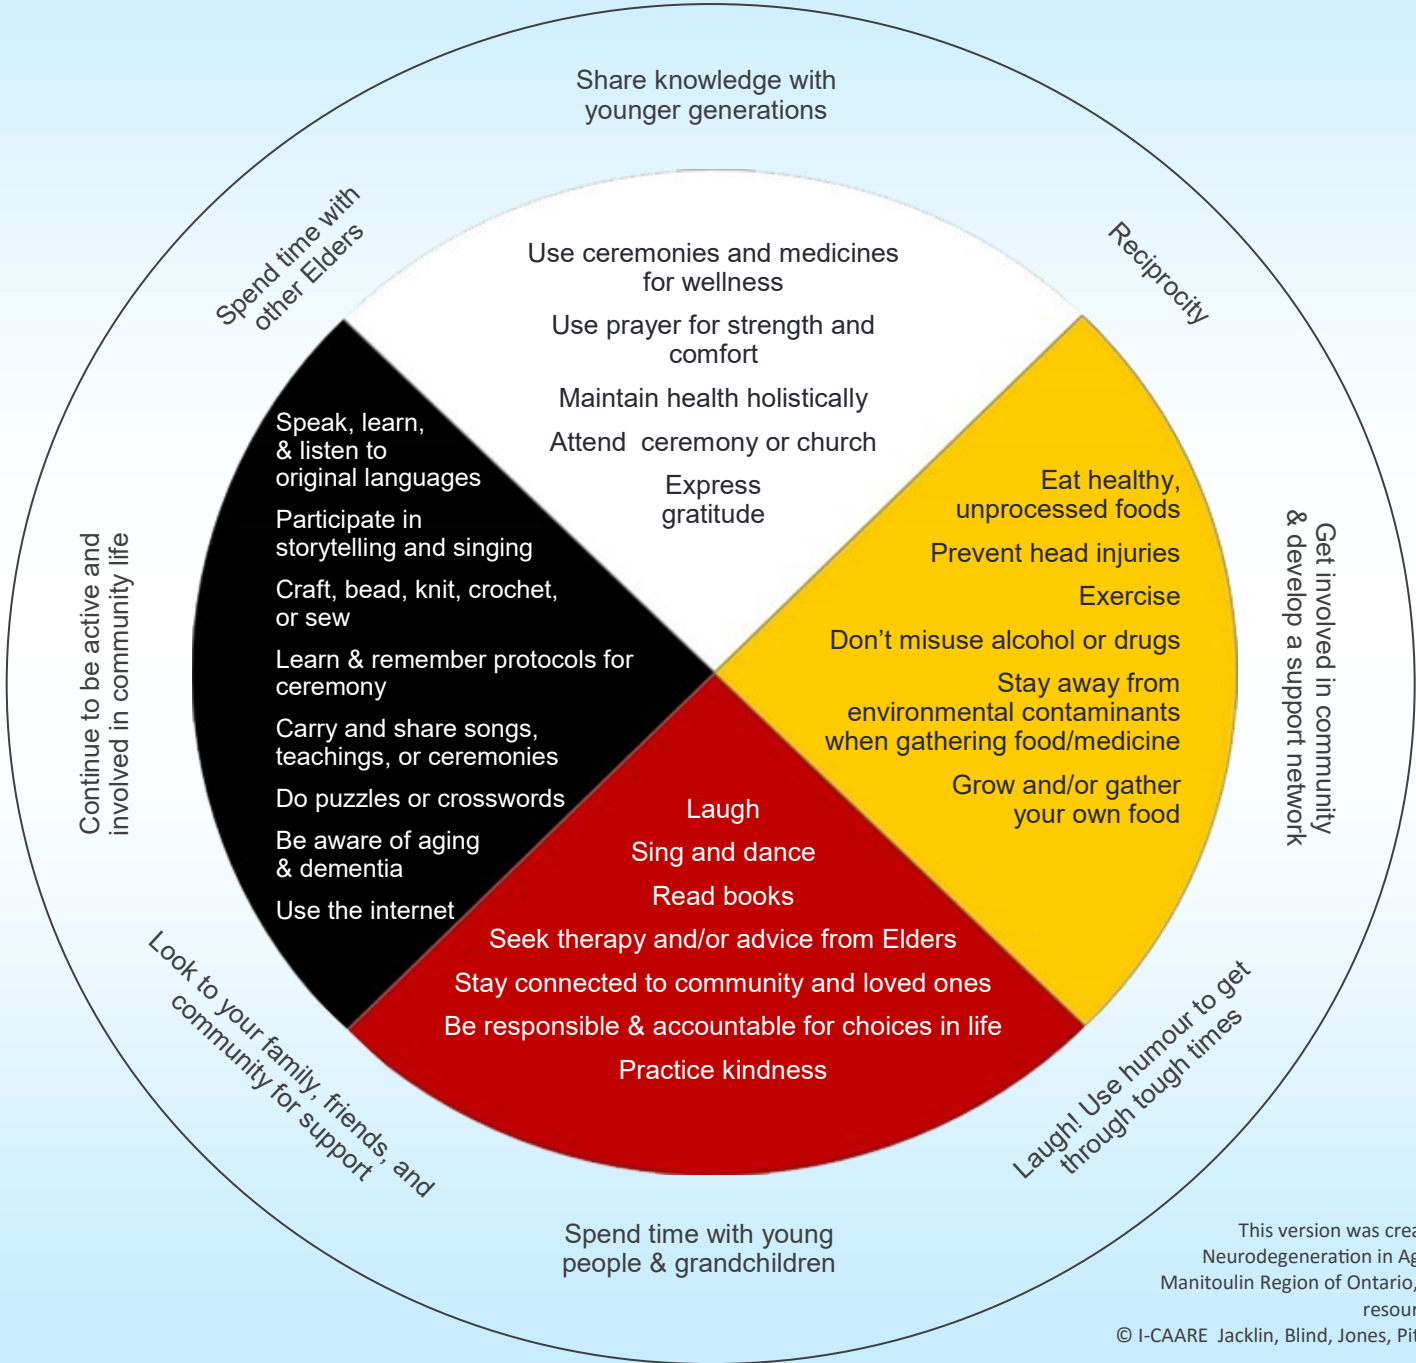 Share knowledge with
younger generations
Spend time with
other Elders
Reciprocity
Use ceremonies and medicines
for wellness
Use prayer for strength and
comfort
Maintain health holistically
Attend ceremony or church
Express
gratitude
Speak, learn,
& listen to
original languages
Participate in
storytelling and singing
Craft, bead, knit, crochet,
or sew
Learn & remember protocols for
ceremony
Carry and share songs,
teachings, or ceremonies
Do puzzles or crosswords
Be aware of aging
& dementia
Use the internet
Eat healthy,
unprocessed foods
Prevent head injuries
Exercise
Don’t misuse alcohol or drugs
Stay away from
environmental contaminants
when gathering food/medicine
Grow and/or gather
your own food
Continue to be active and
involved in community life
Get involved in community
& develop a support network
Laugh
Sing and dance
Read books
Seek therapy and/or advice from Elders
Stay connected to community and loved ones
Be responsible & accountable for choices in life
Practice kindness
Look to your family, friends, and
community for support
Laugh! Use humour to get
through tough times
Spend time with young
people & grandchildren
This version was
Neurodegeneration in
Manitoulin Region of Ontario,
© I-CAARE Jacklin, Blind, Jones,